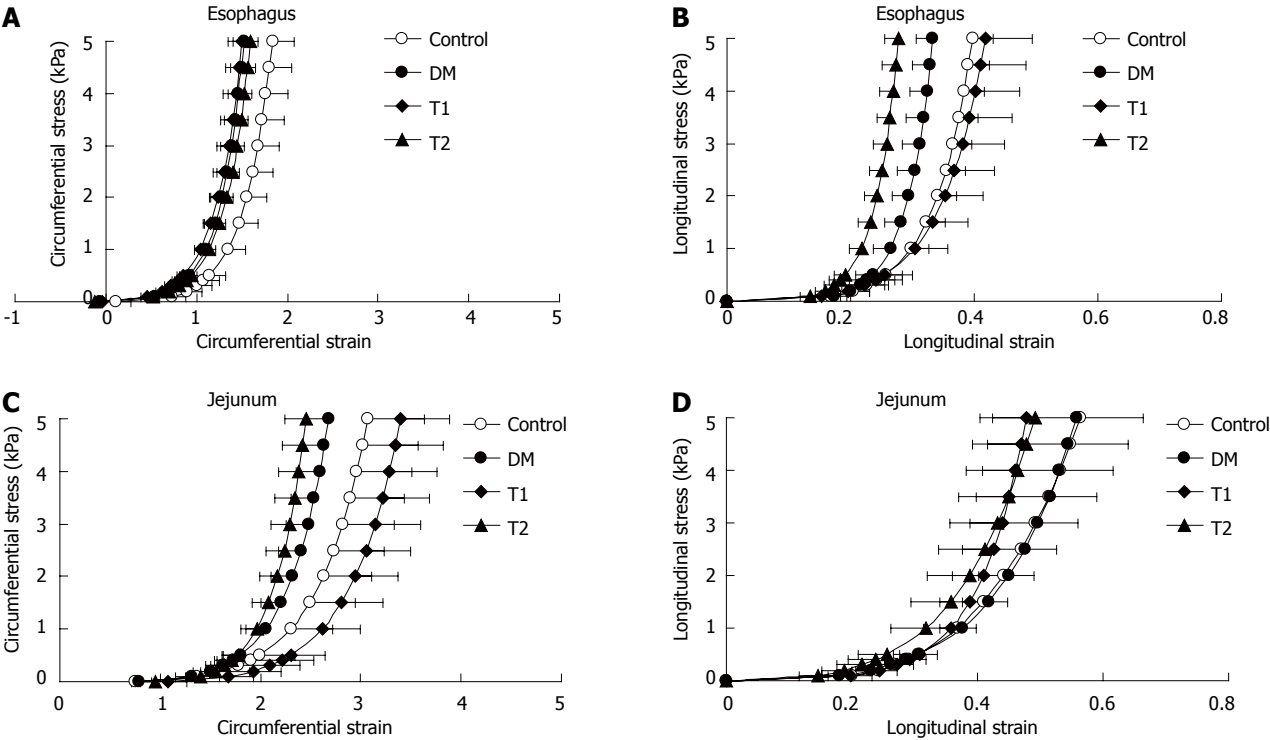 A
Esophagus
Circumferential stress (kPa)
5
4
3
2
1
0
-1 0 1 2 3 4 5
Circumferential strain
Control
DM
T1
T2
B
Esophagus
Longitudinal stress (kPa)
5
4
3
2
1
0
0 0.2 0.4 0.6 0.8
Longitudinal strain
Control
DM
T1
T2
C
Jejunum
Circumferential stress (kPa)
5
4
3
2
1
0
0 1 2 3 4 5
Circumferential strain
Control
DM
T1
T2
D
Jejunum
Longitudinal stress (kPa)
5
4
3
2
1
0
0 0.2 0.4 0.6 0.8
Longitudinal strain
Control
DM
T1
T2